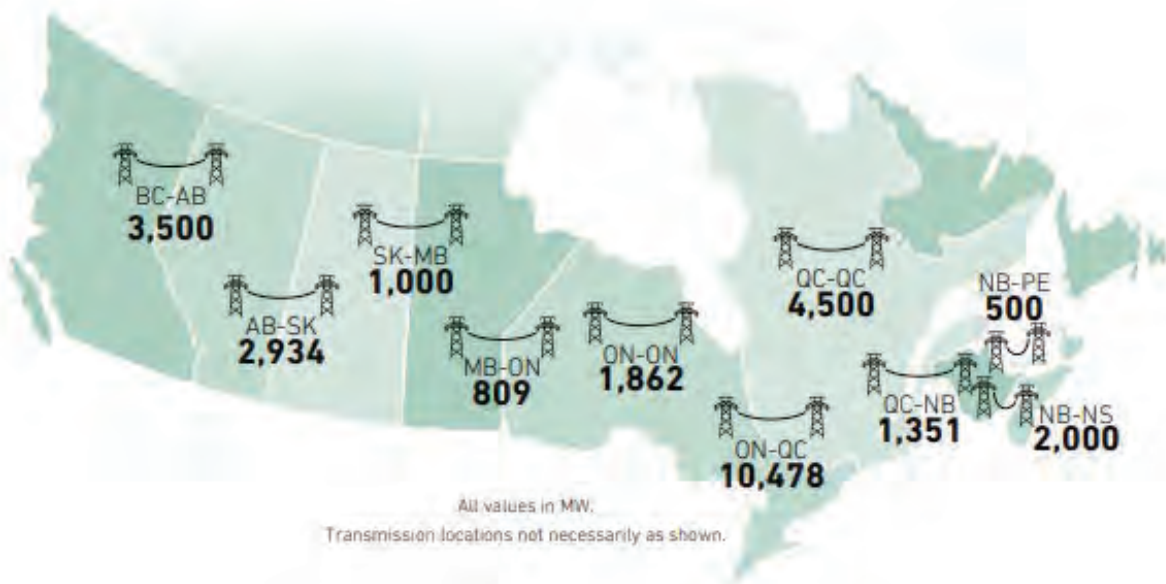 BC-AB
3,500
SK-MB
1,000
AB-SK
2,934
MB-ON
809
ON-ON
1,862
QC-QC
4,500
NB-PE
500
QC-NB
1,351
NB-NS
2,000
ON-QC
10,478
All values in MW.
Transmission locations not necessarily as shown.